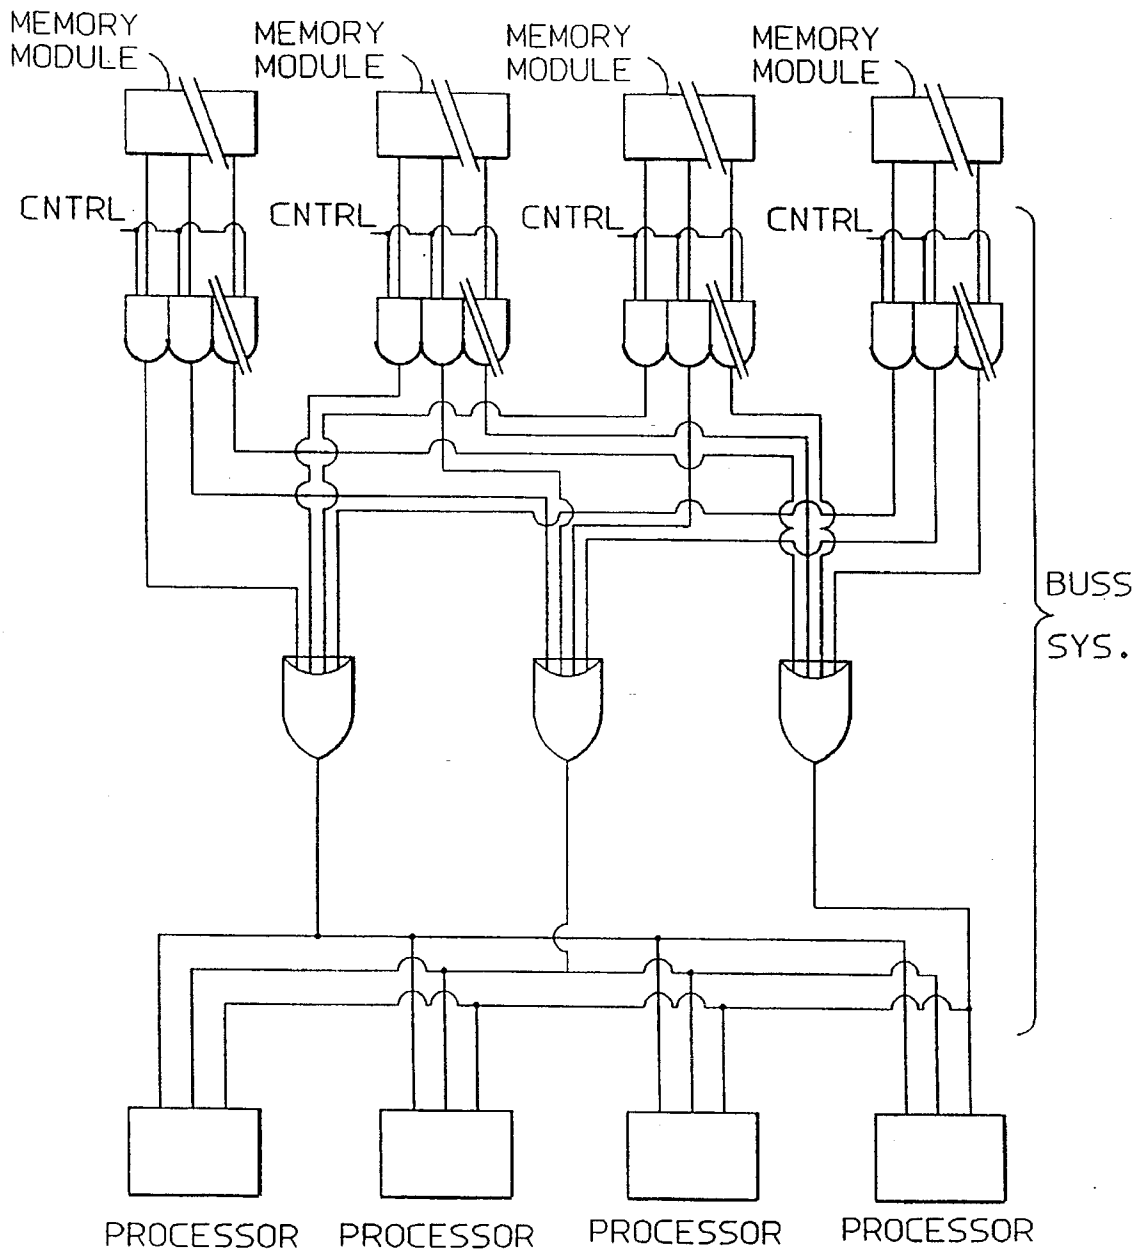 MEMORY
MODULE
MEMORY
MODULE
MEMORY
MODULE
MEMORY
MODULE
CNTRL
CNTRL
CNTRL
CNTRL
BUSS
SYS.
PROCESSOR
PROCESSOR
PROCESSOR
PROCESSOR